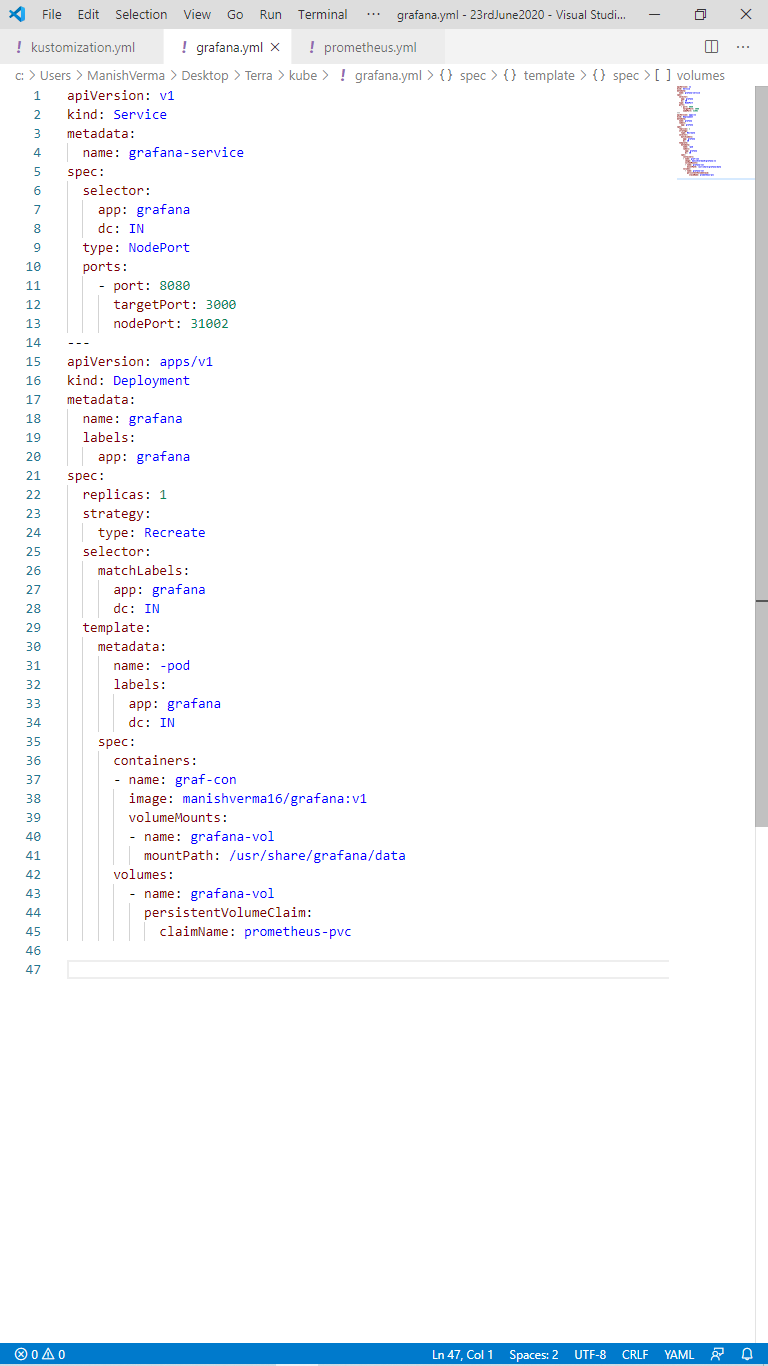 File Edit Selection View Go Run Terminal ··· grafana.yml - 23rdJune2020 - Visual Studi...
! kustomization.yml ! grafana.yml ! prometheus.yml ···
c: > Users > ManishVerma > Desktop > Terra > kube > ! grafana.yml > {} spec > {} template > {} spec > [ ] volumes
1 apiVersion: v1
2 kind: Service
3 metadata:
4   name: grafana-service
5 spec:
6   selector:
7     app: grafana
8     dc: IN
9   type: NodePort
10   ports:
11     - port: 8080
12       targetPort: 3000
13       nodePort: 31002
14 ---
15 apiVersion: apps/v1
16 kind: Deployment
17 metadata:
18   name: grafana
19   labels:
20     app: grafana
21 spec:
22   replicas: 1
23   strategy:
24     type: Recreate
25   selector:
26     matchLabels:
27       app: grafana
28       dc: IN
29   template:
30     metadata:
31       name: -pod
32       labels:
33         app: grafana
34         dc: IN
35     spec:
36       containers:
37       - name: graf-con
38         image: manishverma16/grafana:v1
39         volumeMounts:
40         - name: grafana-vol
41           mountPath: /usr/share/grafana/data
42       volumes:
43         - name: grafana-vol
44           persistentVolumeClaim:
45             claimName: prometheus-pvc
46
47
0 0 Ln 47, Col 1 Spaces: 2 UTF-8 CRLF YAML